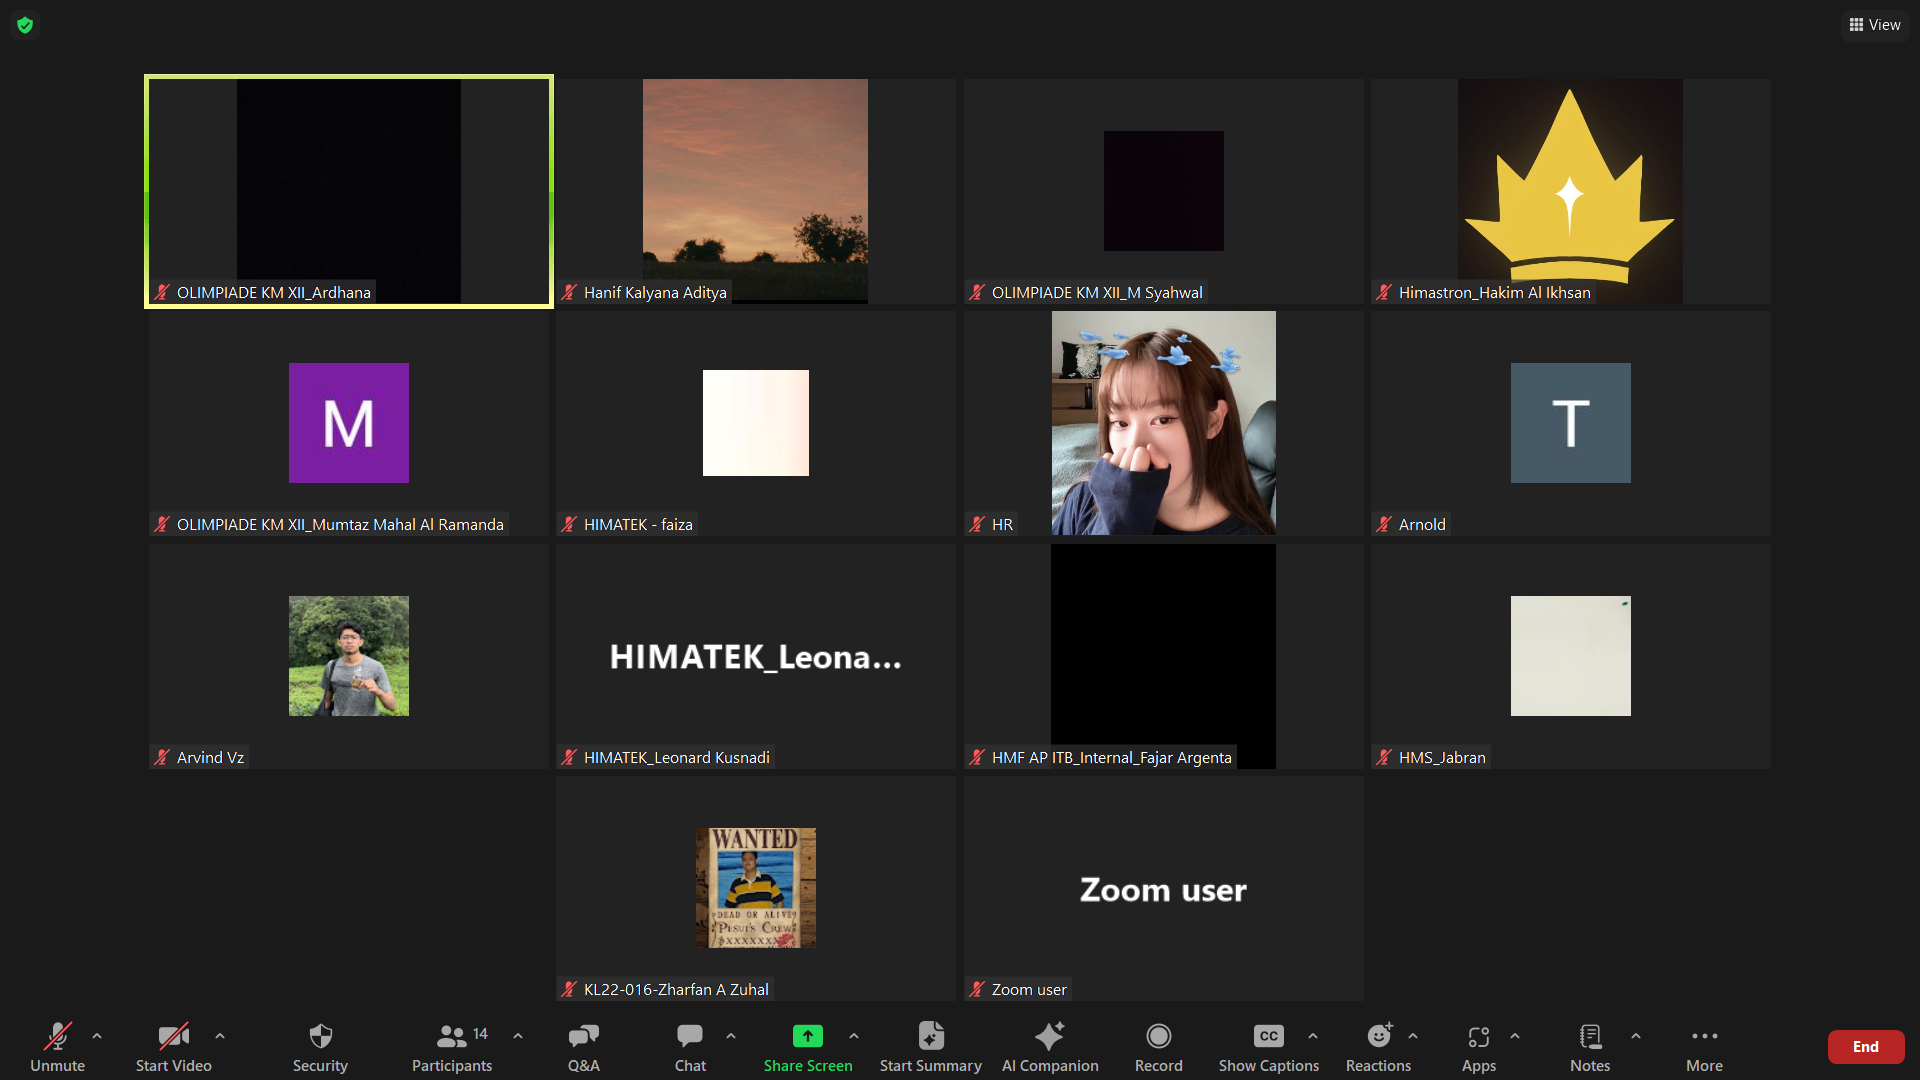 View
OLIMPIADE KM XII_Ardhana
Hanif Kalyana Aditya
OLIMPIADE KM XII_M Syahwal
Himastron_Hakim Al Ikhsan
M
OLIMPIADE KM XII_Mumtaz Mahal Al Ramanda
HIMATEK - faiza
HR
T
Arnold
Arvind Vz
HIMATEK_Leona...
HIMATEK_Leonard Kusnadi
HMF AP ITB_Internal_Fajar Argenta
HMS_Jabran
WANTED
DEAD OR ALIVE
PESUT'S CREW
XXXXXXXX
KL22-016-Zharfan A Zuhal
Zoom user
Zoom user
Unmute
Start Video
Security
14
Participants
Q&A
Chat
Share Screen
Start Summary
AI Companion
Record
CC
Show Captions
Reactions
Apps
Notes
More
End